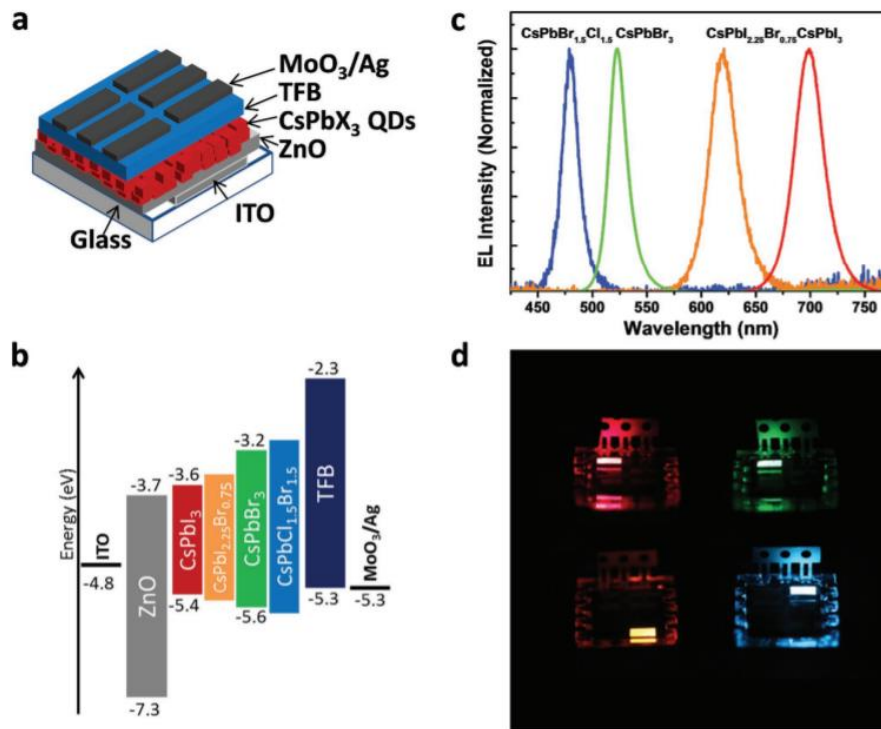 a
MoO₃/Ag
TFB
CsPbX₃ QDs
ZnO
ITO
Glass
b
Energy (eV)
ITO
-4.8
-3.7
ZnO
-7.3
-3.6
CsPbI₃
-5.4
CsPbI₂.₂₅Br₀.₇₅
-3.2
CsPbBr₃
-5.6
CsPbCl₁.₅Br₁.₅
-2.3
TFB
-5.3
MoO₃/Ag
-5.3
c
CsPbBr₁.₅Cl₁.₅
CsPbBr₃
CsPbI₂.₂₅Br₀.₇₅
CsPbI₃
EL Intensity (Normalized)
450 500 550 600 650 700 750
Wavelength (nm)
d